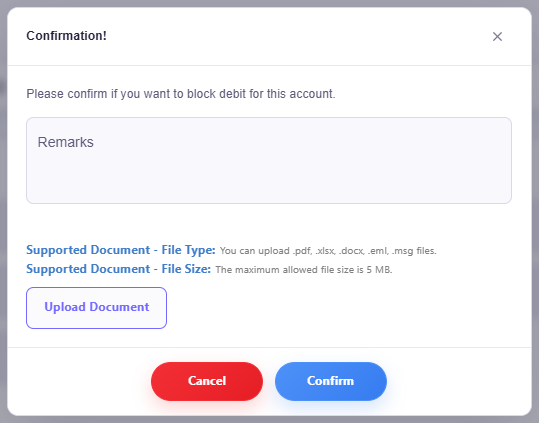 Confirmation!
Please confirm if you want to block debit for this account.
Remarks
Supported Document - File Type: You can upload .pdf, .xlsx, .docx, .eml, .msg files.
Supported Document - File Size: The maximum allowed file size is 5 MB.
Upload Document
Cancel
Confirm